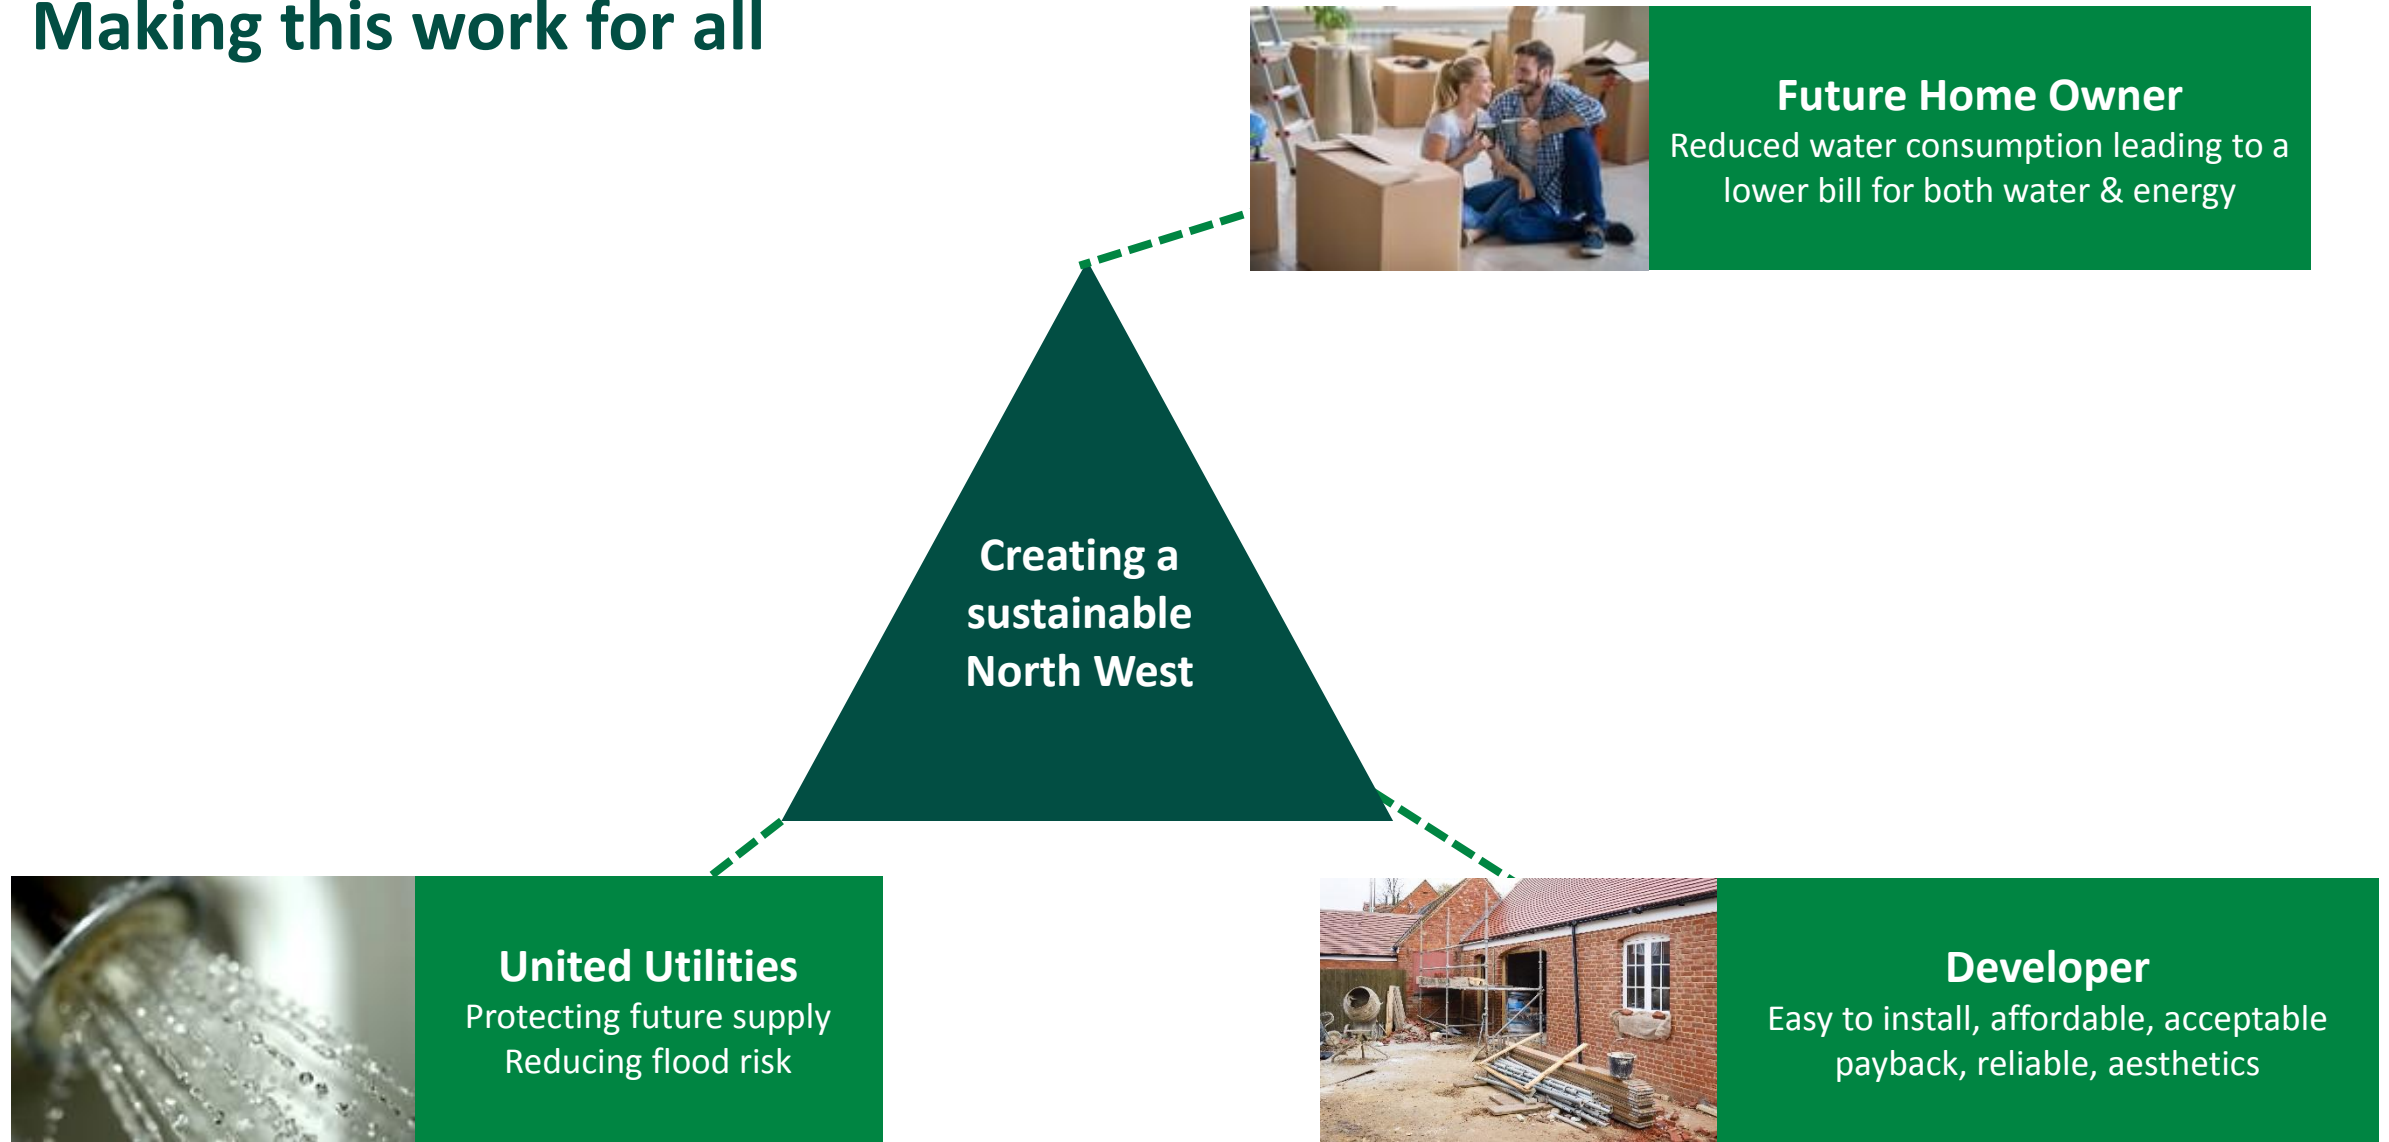 Making this work for all
Future Home Owner
Reduced water consumption leading to a
lower bill for both water & energy
Creating a
sustainable
North West
United Utilities
Protecting future supply
Reducing flood risk
Developer
Easy to install, affordable, acceptable
payback, reliable, aesthetics